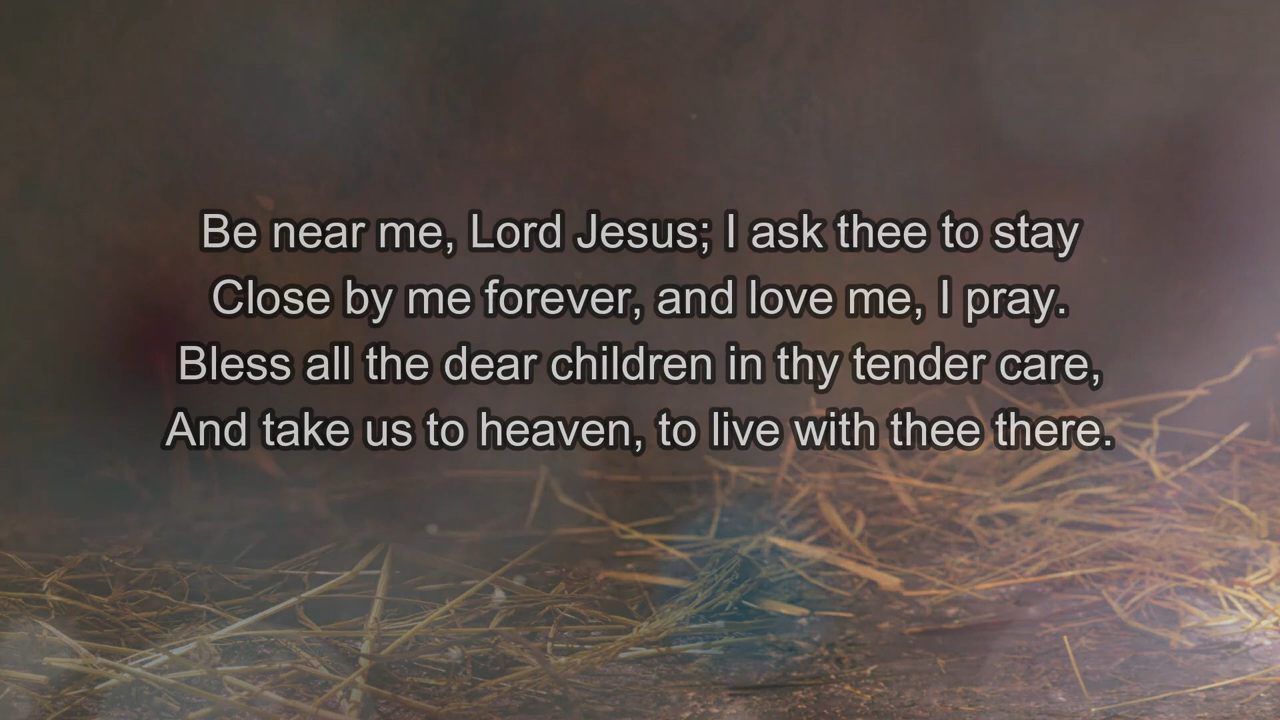 Be near me, Lord Jesus; I ask thee to stay
Close by me forever, and love me, I pray.
Bless all the dear children in thy tender care,
And take us to heaven, to live with thee there.